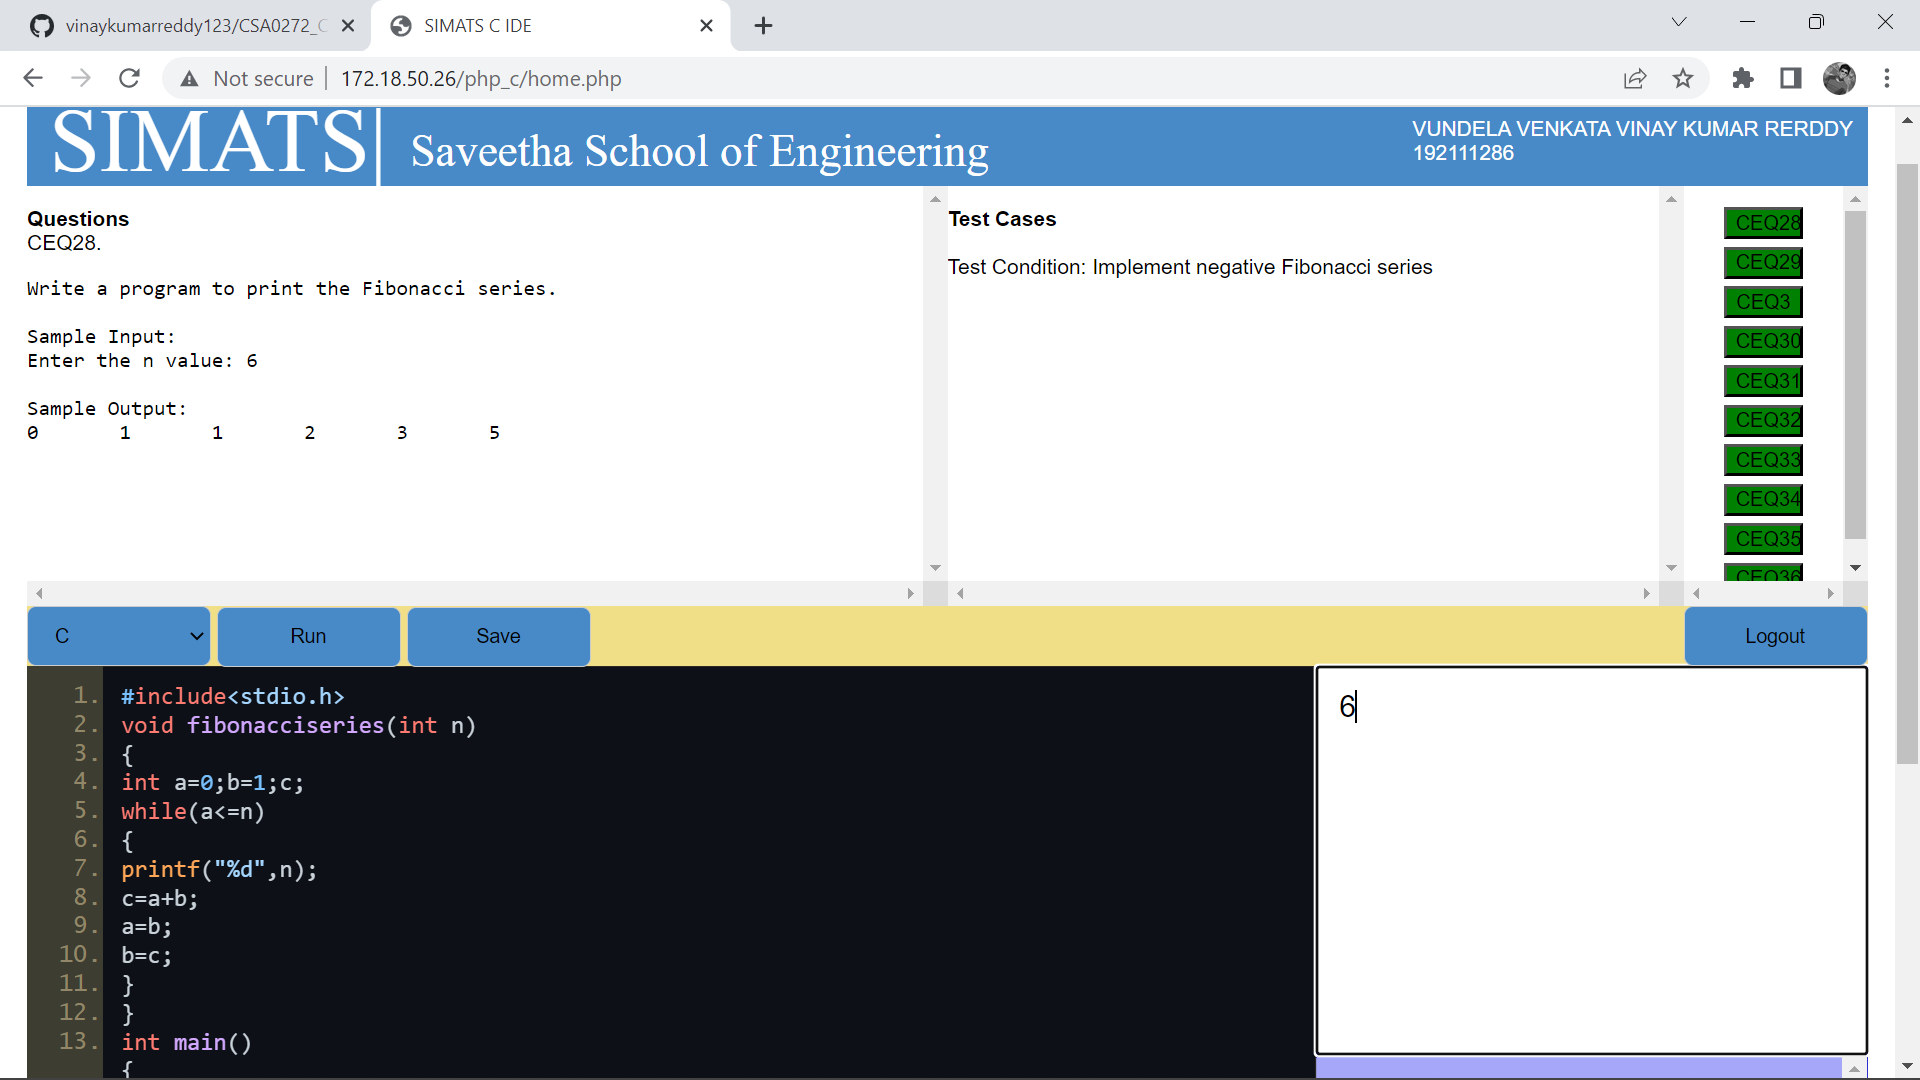 vinaykumarreddy123/CSA0272_C
SIMATS C IDE
Not secure
172.18.50.26/php_c/home.php
SIMATS
Saveetha School of Engineering
VUNDELA VENKATA VINAY KUMAR RERDDY
192111286
Questions
CEQ28.
Write a program to print the Fibonacci series.
Sample Input:
Enter the n value: 6
Sample Output:
0 1 1 2 3 5
Test Cases
Test Condition: Implement negative Fibonacci series
CEQ28
CEQ29
CEQ3
CEQ30
CEQ31
CEQ32
CEQ33
CEQ34
CEQ35
CEQ36
C
Run
Save
Logout
1. #include<stdio.h>
2. void fibonacciseries(int n)
3. {
4. int a=0;b=1;c;
5. while(a<=n)
6. {
7. printf("%d",n);
8. c=a+b;
9. a=b;
10. b=c;
11. }
12. }
13. int main()
{
6